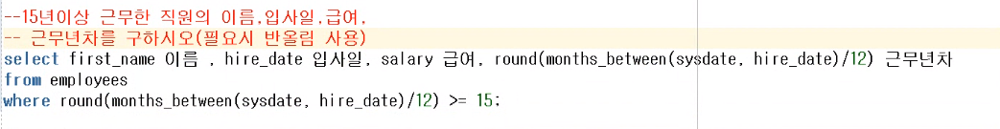 --15년이상 근무한 직원의 이름,입사일,급여,
-- 근무년차를 구하시오(필요시 반올림 사용)
select first_name 이름 , hire_date 입사일, salary 급여, round(months_between(sysdate, hire_date)/12) 근무년차
from employees
where round(months_between(sysdate, hire_date)/12) >= 15;